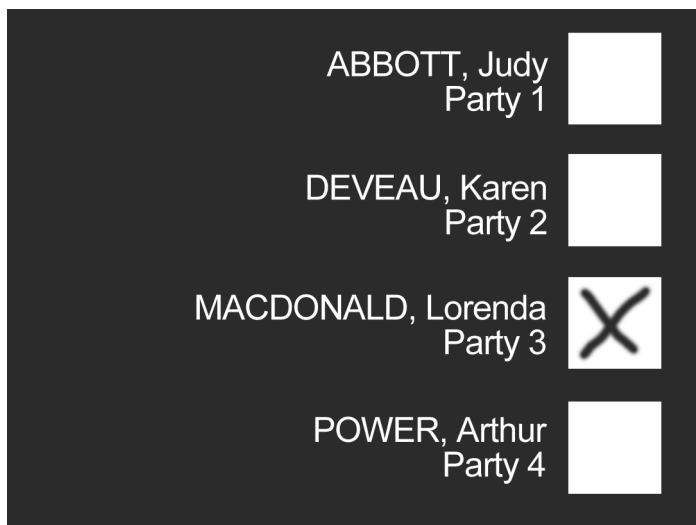 ABBOTT, Judy
Party 1
DEVEAU, Karen
Party 2
MACDONALD, Lorenda
Party 3
POWER, Arthur
Party 4